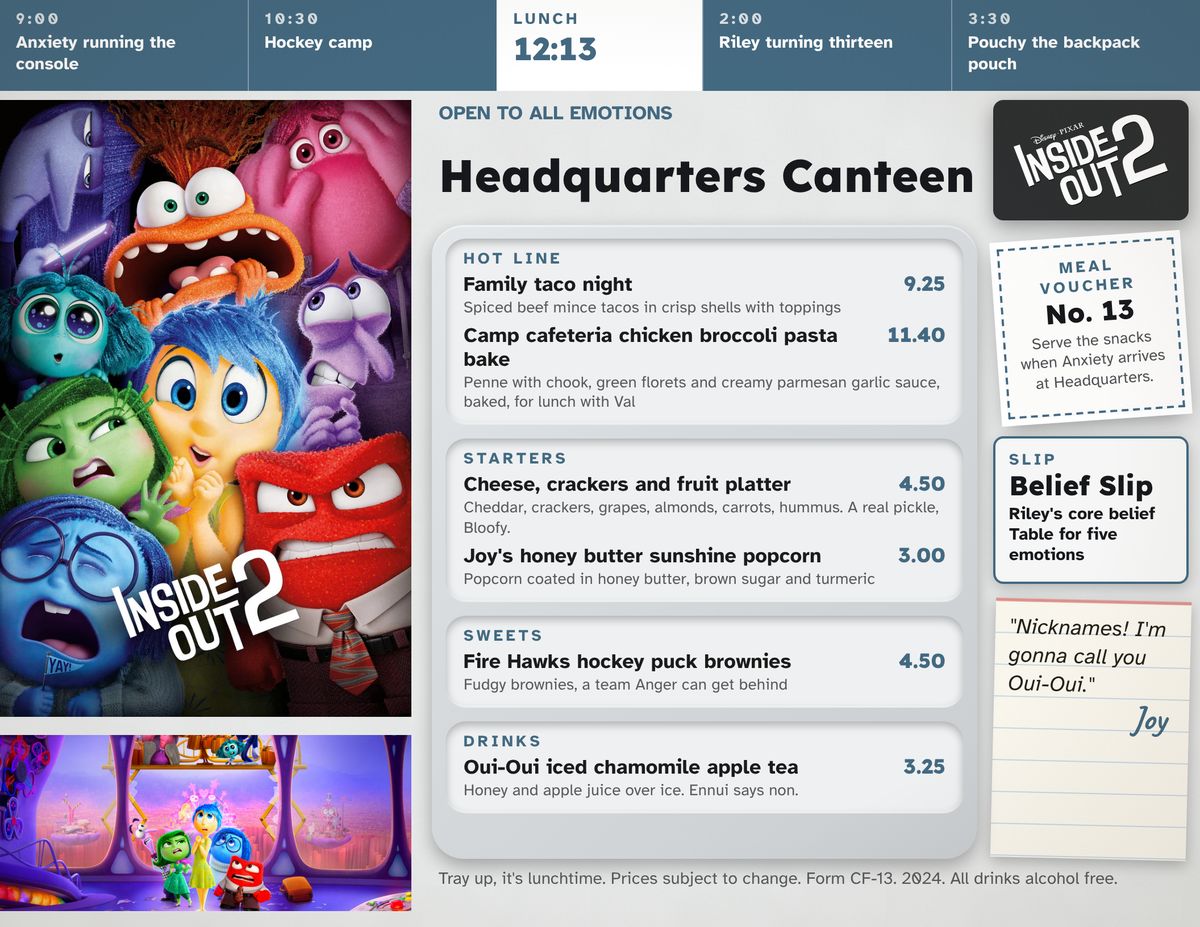 9:00
Anxiety running the
console
10:30
Hockey camp
LUNCH
12:13
2:00
Riley turning thirteen
3:30
Pouchy the backpack
pouch
INSIDE
OUT 2
YAY!
OPEN TO ALL EMOTIONS
Headquarters Canteen
HOT LINE
Family taco night 9.25
Spiced beef mince tacos in crisp shells with toppings
Camp cafeteria chicken broccoli pasta 11.40
bake
Penne with chook, green florets and creamy parmesan garlic sauce,
baked, for lunch with Val
STARTERS
Cheese, crackers and fruit platter 4.50
Cheddar, crackers, grapes, almonds, carrots, hummus. A real pickle,
Bloofy.
Joy's honey butter sunshine popcorn 3.00
Popcorn coated in honey butter, brown sugar and turmeric
SWEETS
Fire Hawks hockey puck brownies 4.50
Fudgy brownies, a team Anger can get behind
DRINKS
Oui-Oui iced chamomile apple tea 3.25
Honey and apple juice over ice. Ennui says non.
Tray up, it's lunchtime. Prices subject to change. Form CF-13. 2024. All drinks alcohol free.
Disney · PIXAR
INSIDE
OUT 2
MEAL
VOUCHER
No. 13
Serve the snacks
when Anxiety arrives
at Headquarters.
SLIP
Belief Slip
Riley's core belief
Table for five
emotions
"Nicknames! I'm
gonna call you
Oui-Oui."
Joy